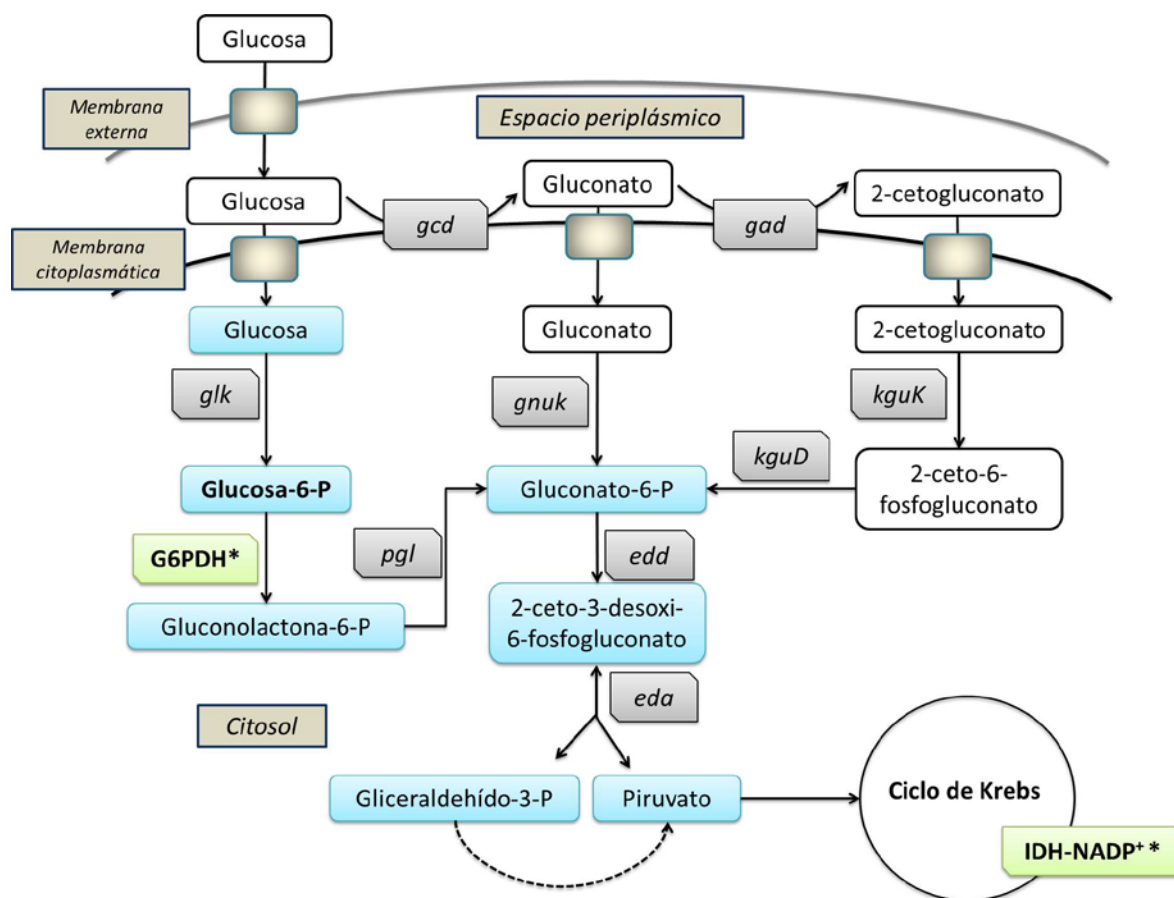 Glucosa
Membrana
externa
Espacio periplásmico
Glucosa
Gluconato
2-cetogluconato
gcd
gad
Membrana
citoplasmática
Glucosa
Gluconato
2-cetogluconato
glk
gnuk
kguK
kguD
Glucosa-6-P
Gluconato-6-P
2-ceto-6-
fosfogluconato
G6PDH*
pgl
edd
Gluconolactona-6-P
2-ceto-3-desoxi-
6-fosfogluconato
eda
Citosol
Gliceraldehído-3-P
Piruvato
Ciclo de Krebs
IDH-NADP⁺ *